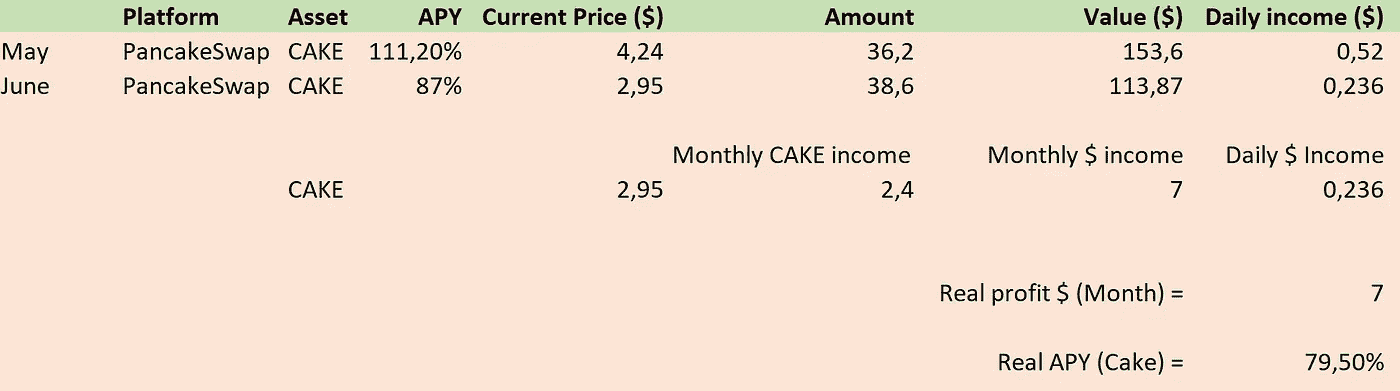 Platform Asset APY Current Price ($) Amount Value ($) Daily income ($)
May PancakeSwap CAKE 111,20% 4,24 36,2 153,6 0,52
June PancakeSwap CAKE 87% 2,95 38,6 113,87 0,236
Monthly CAKE income Monthly $ income Daily $ Income
CAKE 2,95 2,4 7 0,236
Real profit $ (Month) = 7
Real APY (Cake) = 79,50%